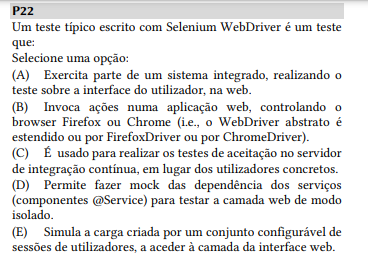 P22
Um teste típico escrito com Selenium WebDriver é um teste
que:
Selecione uma opção:
(A) Exercita parte de um sistema integrado, realizando o
teste sobre a interface do utilizador, na web.
(B) Invoca ações numa aplicação web, controlando o
browser Firefox ou Chrome (i.e., o WebDriver abstrato é
estendido ou por FirefoxDriver ou por ChromeDriver).
(C) É usado para realizar os testes de aceitação no servidor
de integração contínua, em lugar dos utilizadores concretos.
(D) Permite fazer mock das dependência dos serviços
(componentes @Service) para testar a camada web de modo
isolado.
(E) Simula a carga criada por um conjunto configurável de
sessões de utilizadores, a aceder à camada da interface web.